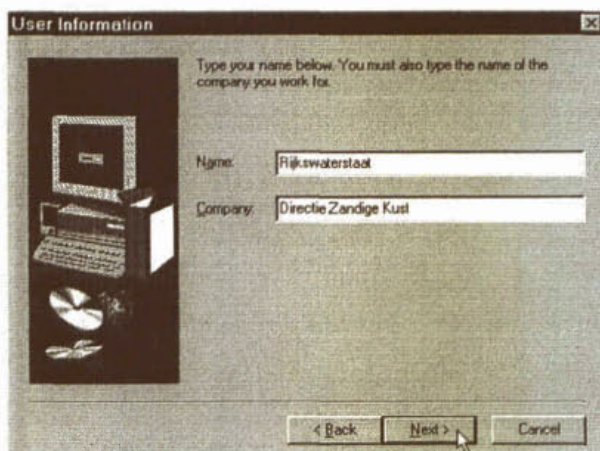 User Information
Type your name below. You must also type the name of the
company you work for.
Name: Rijkswaterstaat
Company: Directie Zandige Kust
< Back Next > Cancel